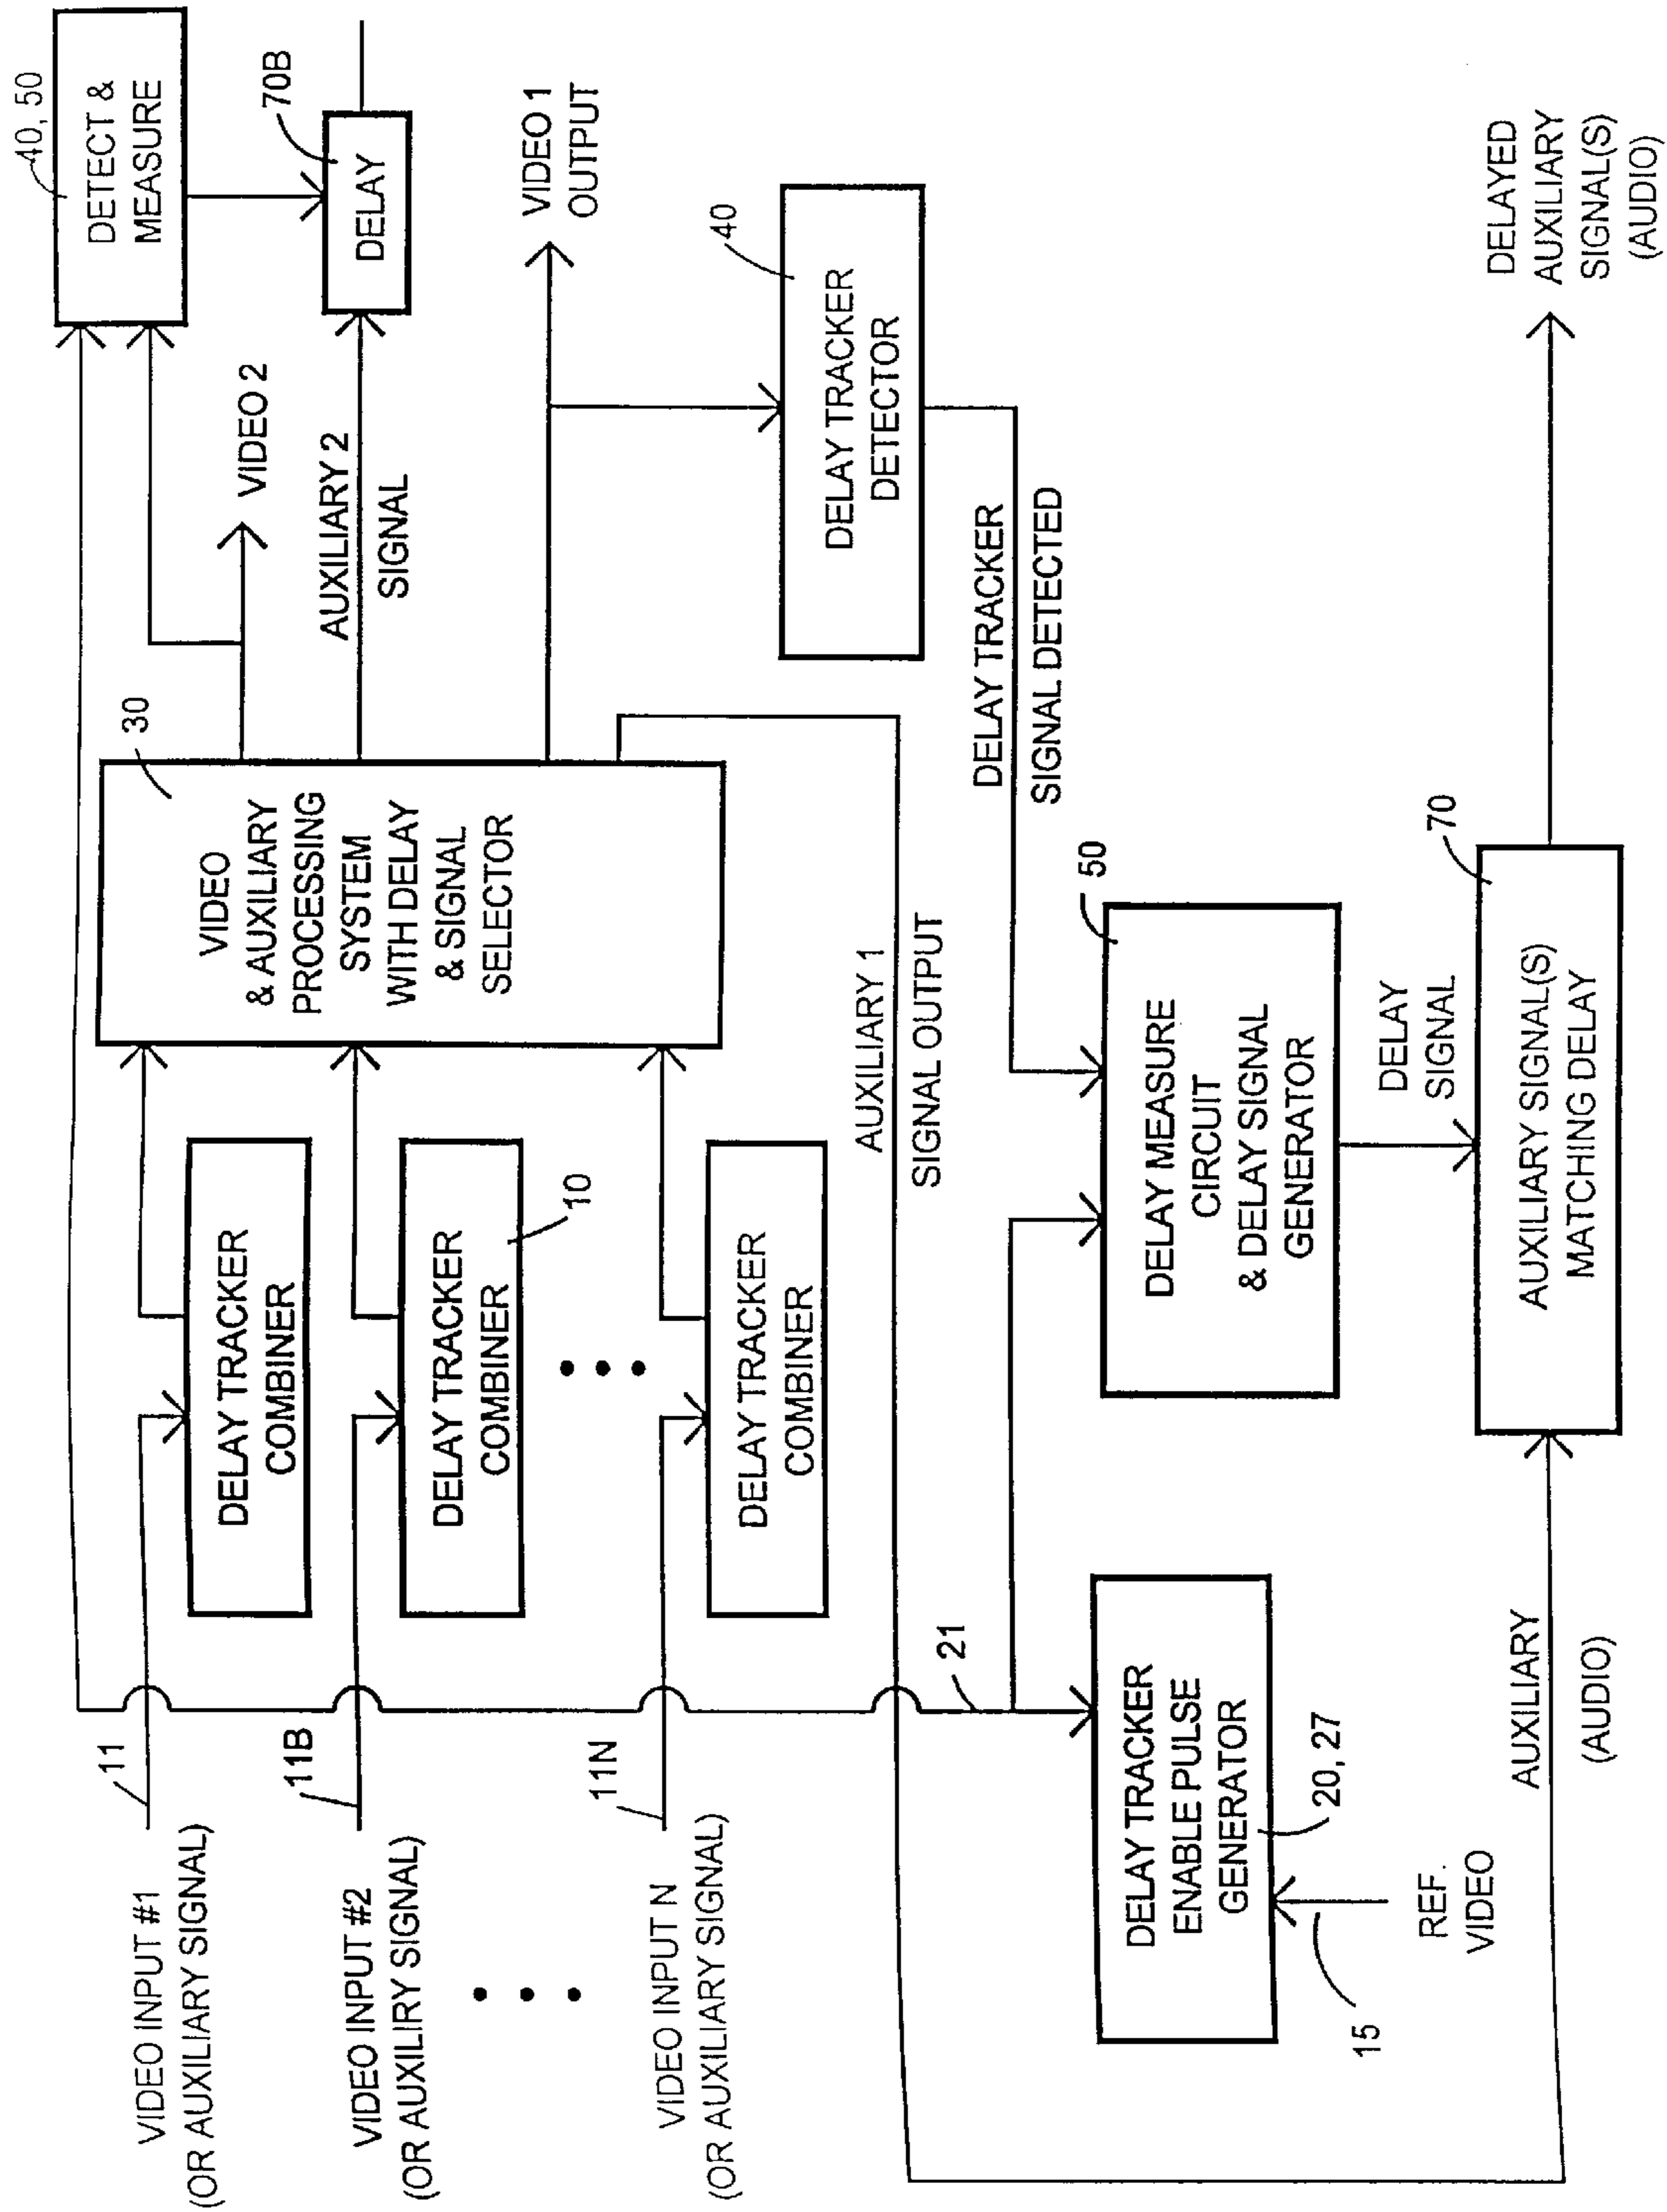 40, 50
DETECT &
MEASURE
70B
DELAY
VIDEO 2
AUXILIARY 2
SIGNAL
VIDEO 1
OUTPUT
30
VIDEO
& AUXILIARY
PROCESSING
SYSTEM
WITH DELAY
& SIGNAL
SELECTOR
40
DELAY TRACKER
DETECTOR
DELAY TRACKER
SIGNAL DETECTED
VIDEO INPUT #1
(OR AUXILIARY SIGNAL)
11
DELAY TRACKER
COMBINER
VIDEO INPUT #2
(OR AUXILIRY SIGNAL)
11B
DELAY TRACKER
COMBINER
10
VIDEO INPUT N
(OR AUXILIARY SIGNAL)
11N
DELAY TRACKER
COMBINER
AUXILIARY 1
SIGNAL OUTPUT
21
DELAY TRACKER
ENABLE PULSE
GENERATOR
20, 27
15
REF.
VIDEO
50
DELAY MEASURE
CIRCUIT
& DELAY SIGNAL
GENERATOR
DELAY
SIGNAL
70
AUXILIARY SIGNAL(S)
MATCHING DELAY
AUXILIARY
(AUDIO)
DELAYED
AUXILIARY
SIGNAL(S)
(AUDIO)